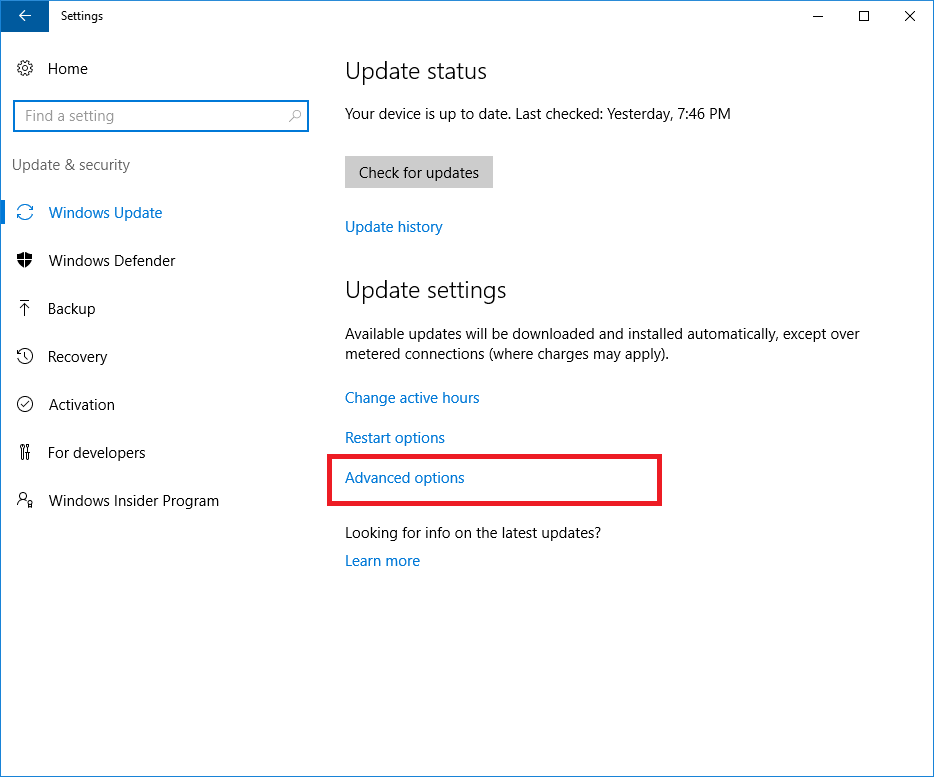 Settings
Home
Find a setting
Update & security
Windows Update
Windows Defender
Backup
Recovery
Activation
For developers
Windows Insider Program
Update status
Your device is up to date. Last checked: Yesterday, 7:46 PM
Check for updates
Update history
Update settings
Available updates will be downloaded and installed automatically, except over
metered connections (where charges may apply).
Change active hours
Restart options
Advanced options
Looking for info on the latest updates?
Learn more